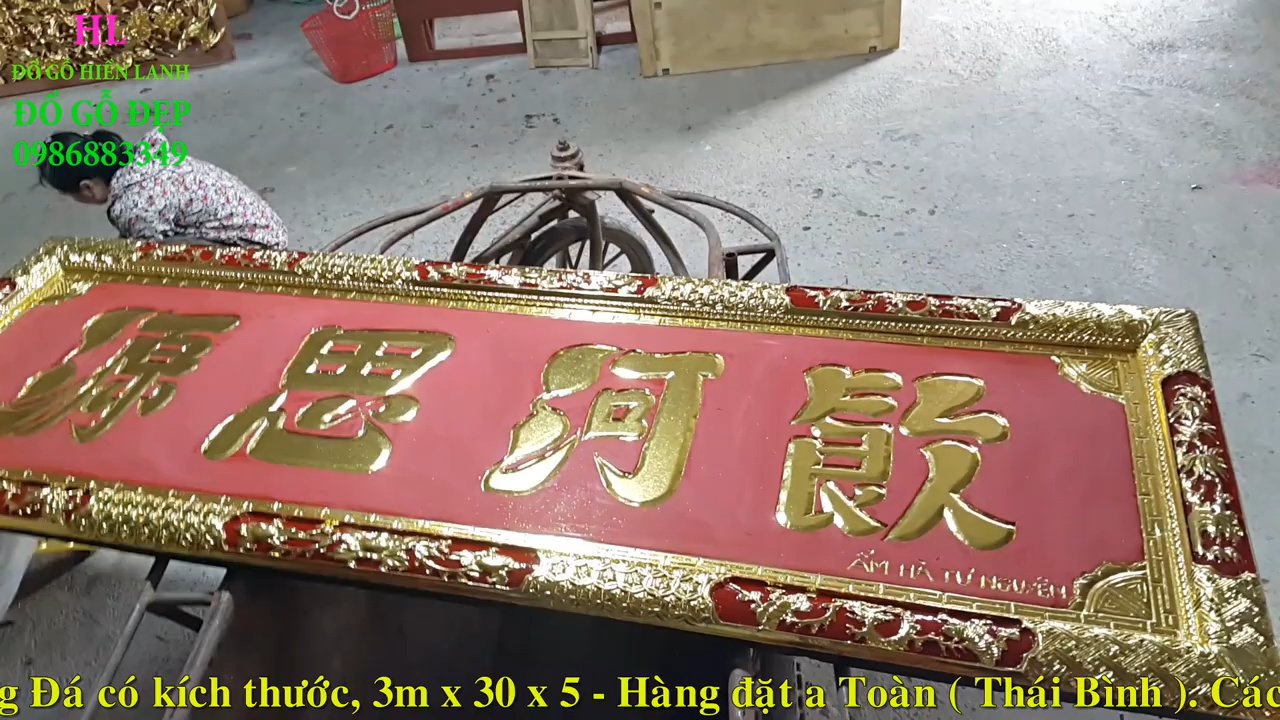 HL
ĐỒ GỖ HIỀN LANH
ĐỒ GỖ ĐẸP
0986883349
源思河飲
ẨM HÀ TƯ NGUYÊN
g Đá có kích thước, 3m x 30 x 5 - Hàng đặt a Toàn ( Thái Bình ). Các